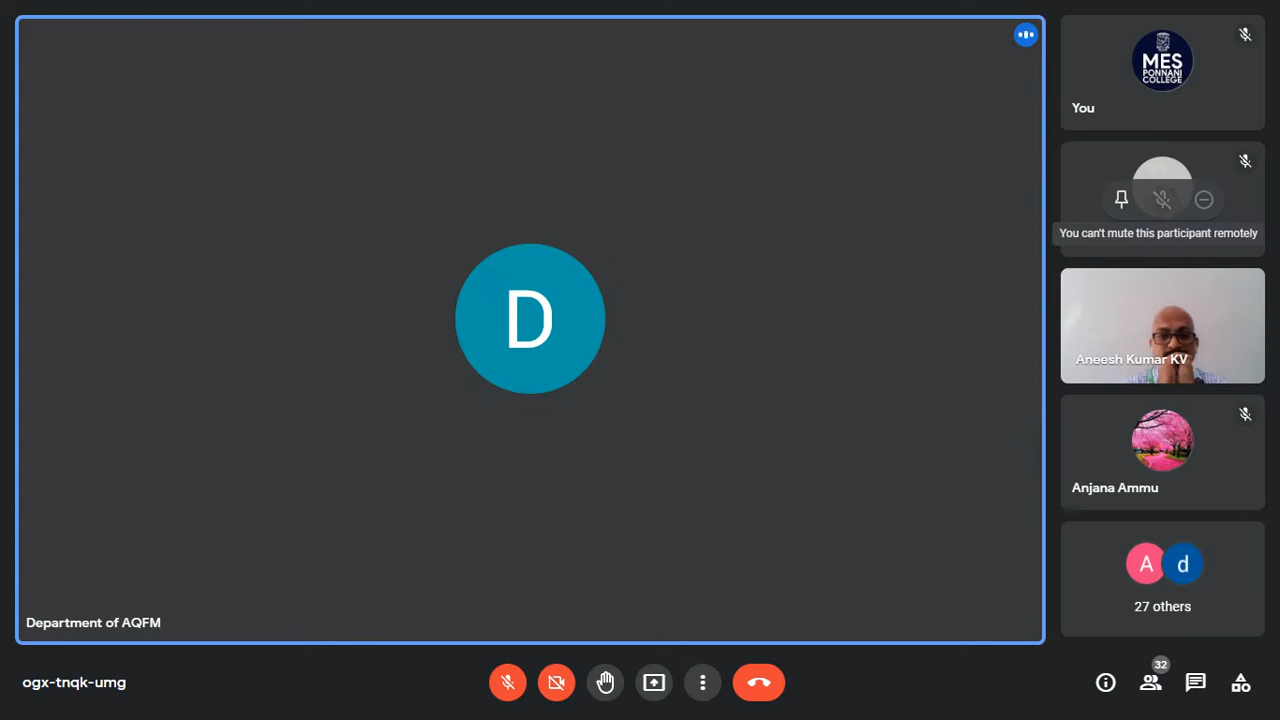 D
Department of AQFM
MES
PONNANI
COLLEGE
You
You can't mute this participant remotely
Aneesh Kumar KV
Anjana Ammu
A
d
27 others
ogx-tnqk-umg
32